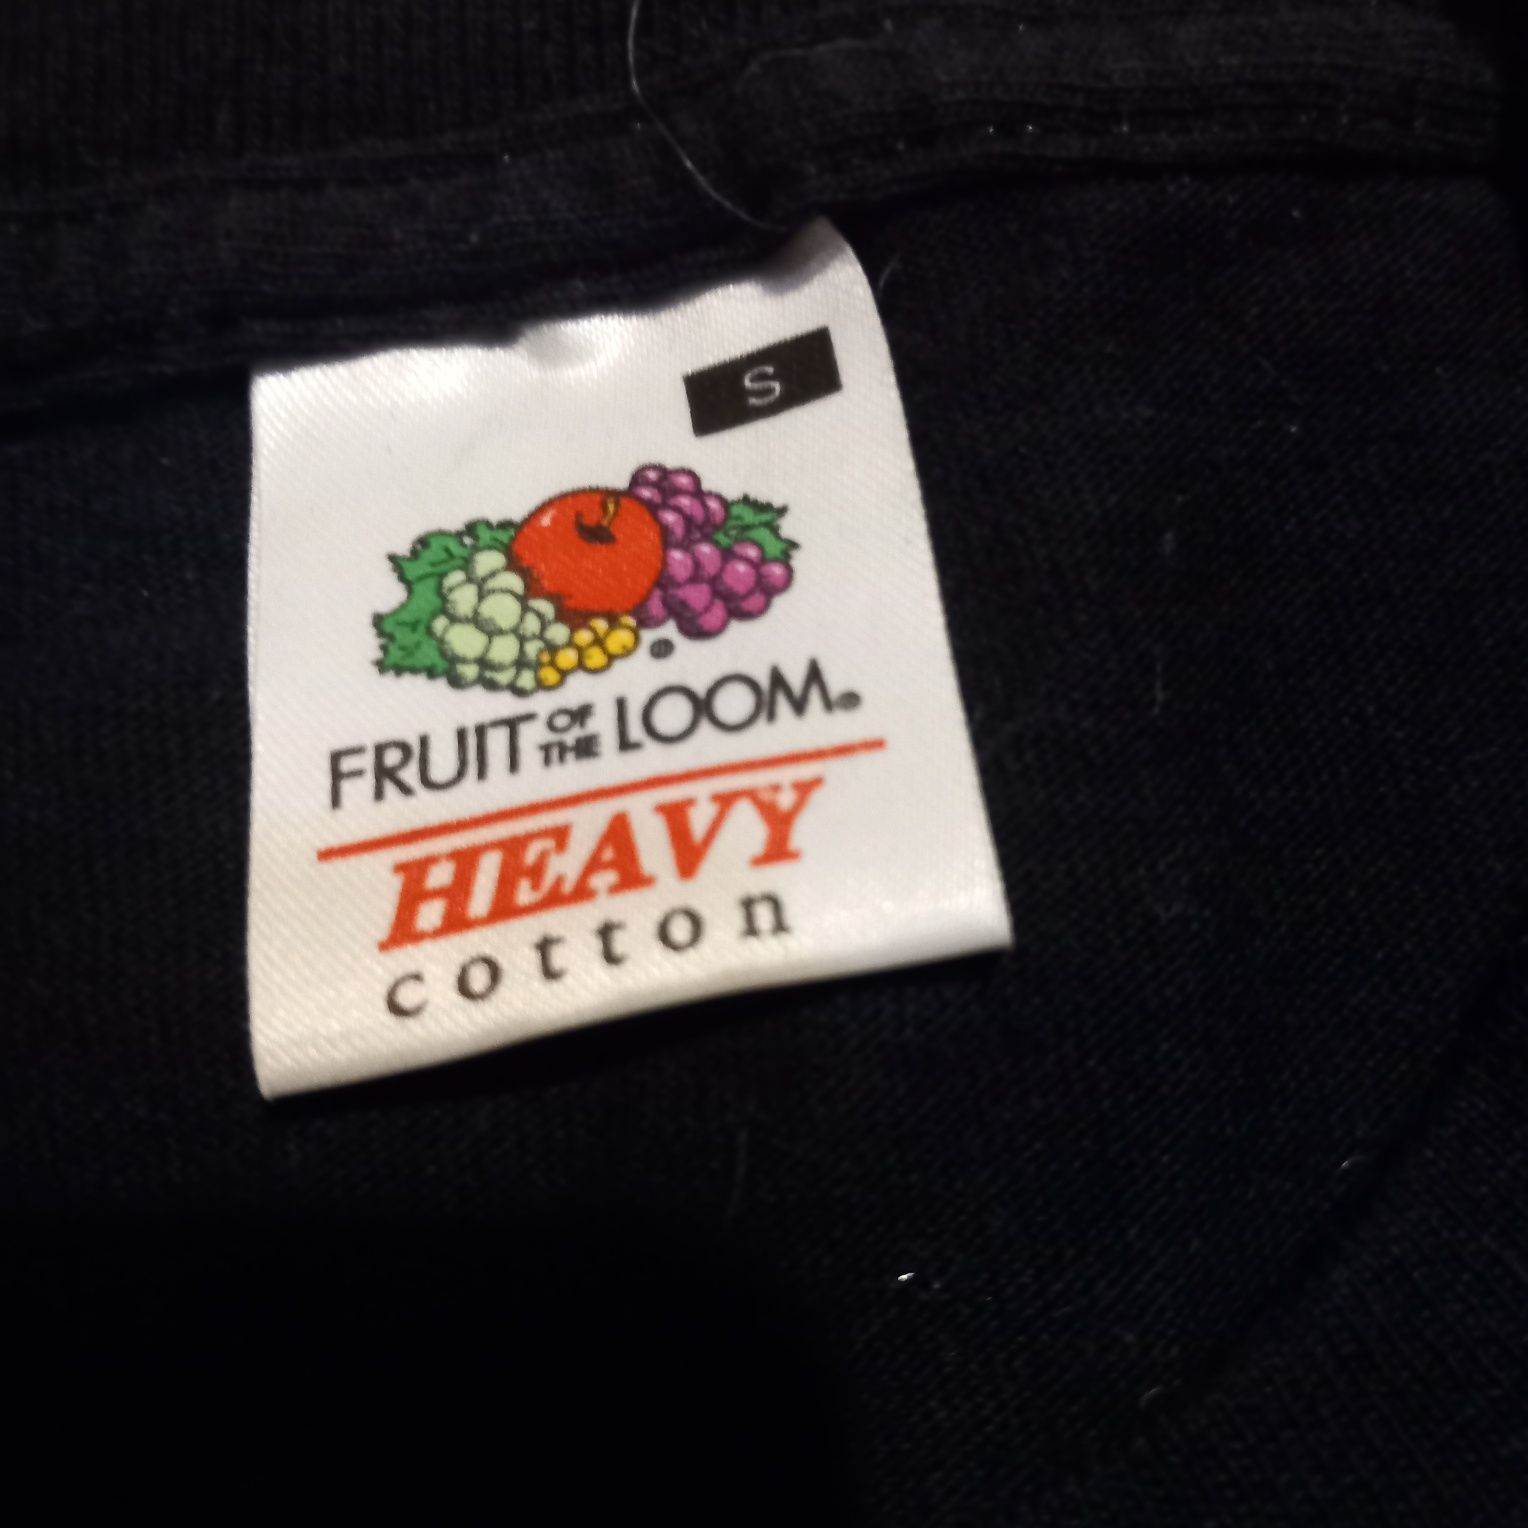 S
FRUIT OF THE LOOM®
HEAVY
cotton